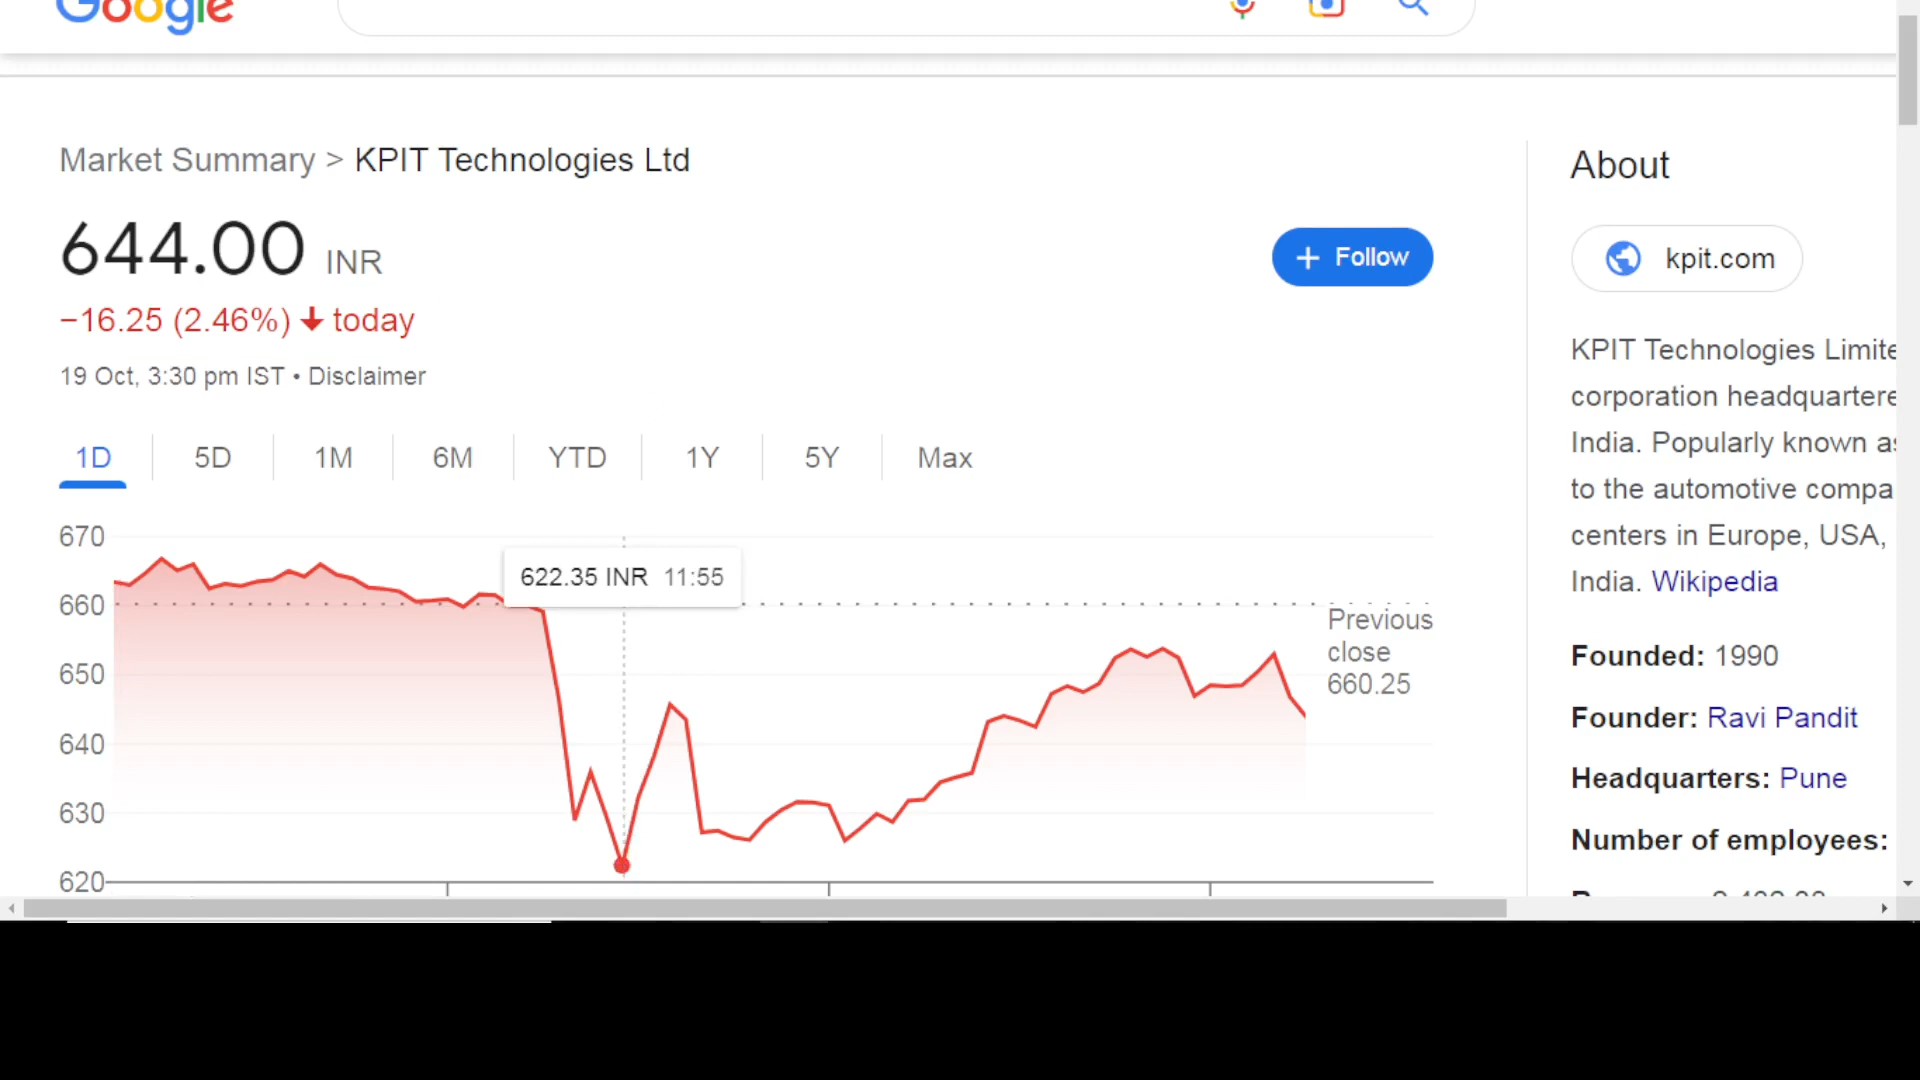 Google
Market Summary > KPIT Technologies Ltd
644.00 INR
+ Follow
−16.25 (2.46%) ↓ today
19 Oct, 3:30 pm IST • Disclaimer
1D 5D 1M 6M YTD 1Y 5Y Max
670
622.35 INR 11:55
660
Previous
close
660.25
650
640
630
620
About
kpit.com
KPIT Technologies Limite
corporation headquartere
India. Popularly known as
to the automotive compa
centers in Europe, USA,
India. Wikipedia
Founded: 1990
Founder: Ravi Pandit
Headquarters: Pune
Number of employees: